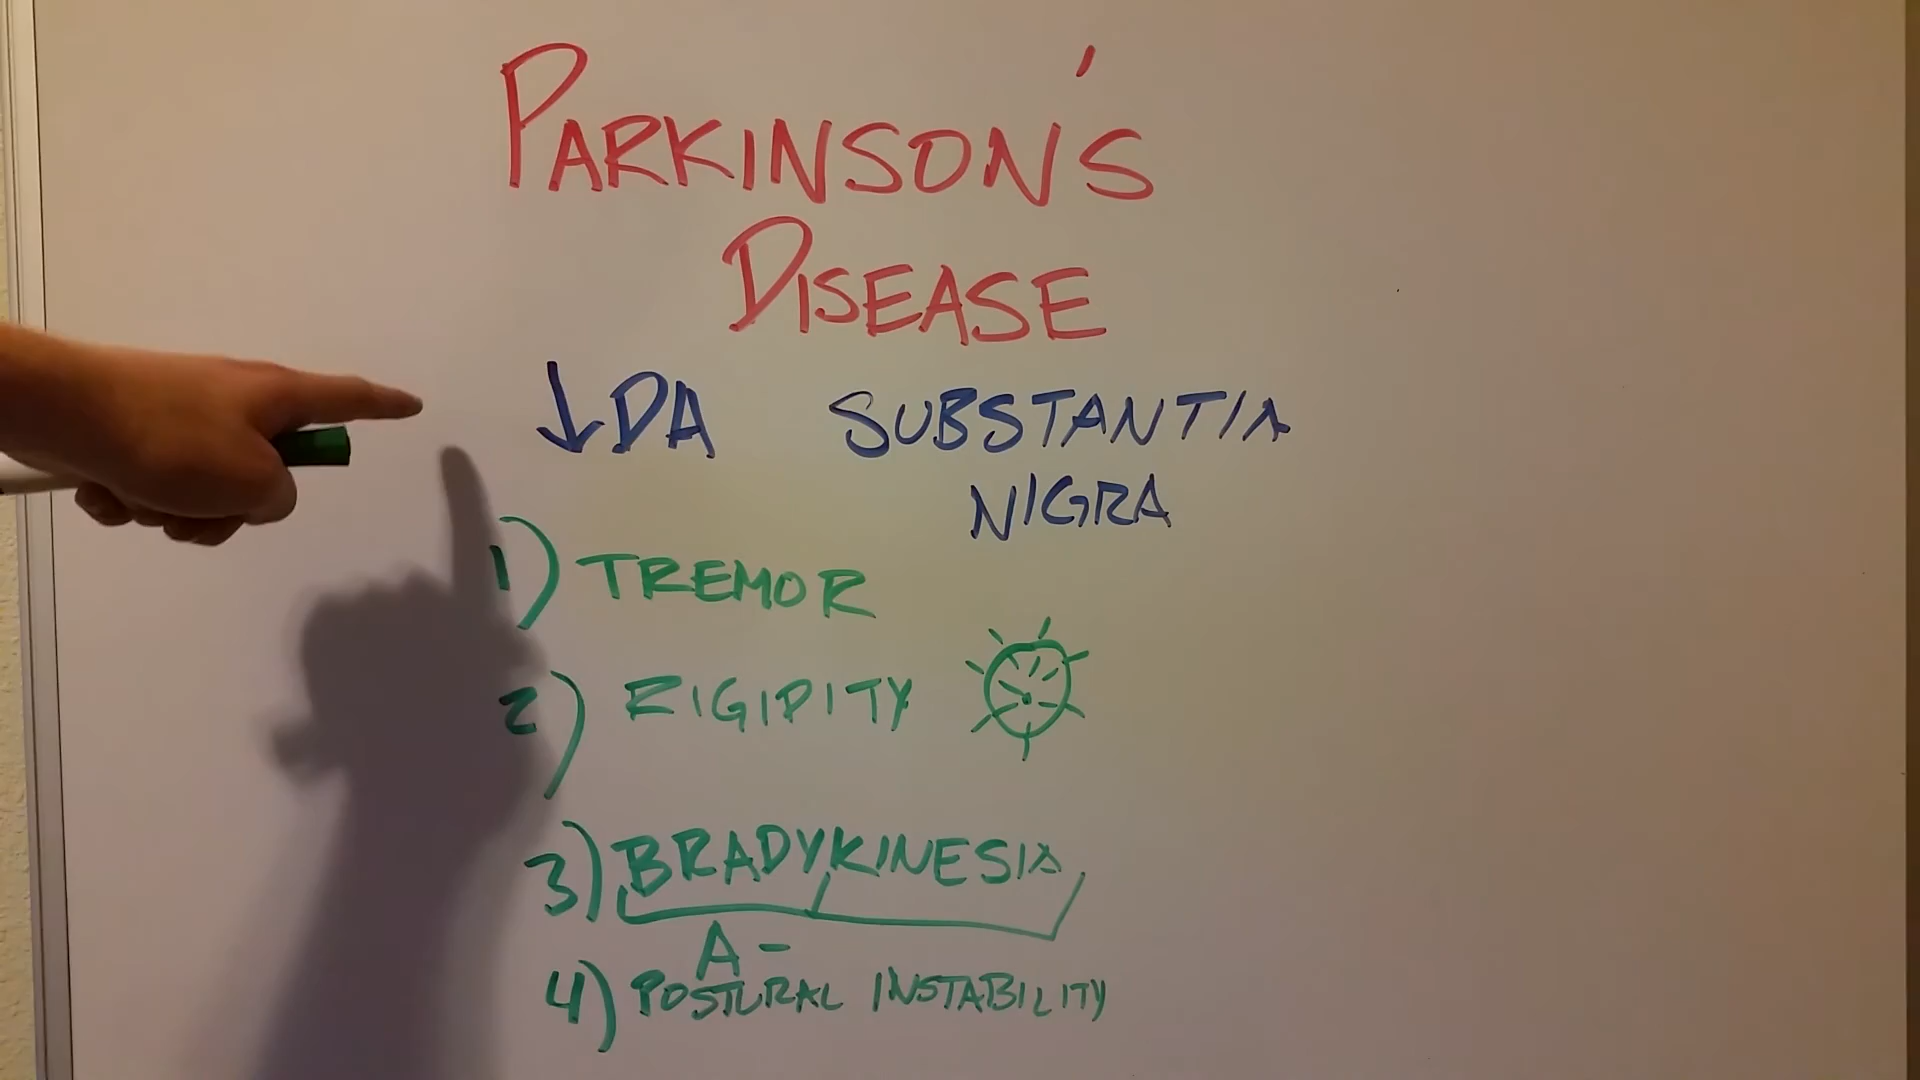 PARKINSON'S
DISEASE
↓DA SUBSTANTIA
NIGRA
1) TREMOR
2) RIGIDITY
3) BRADYKINESIA
A-
4) POSTURAL INSTABILITY